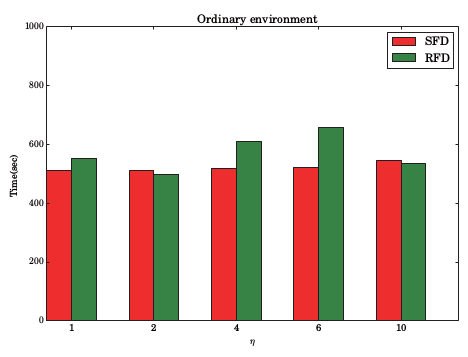 Ordinary environment
1000
SFD
RFD
800
600
400
200
0
Time(sec)
1 2 4 6 10
η